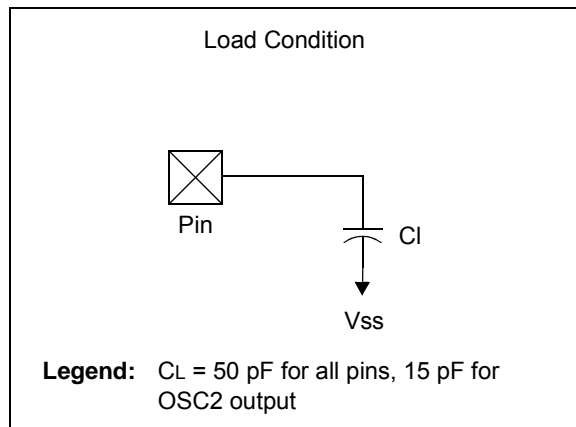 Load Condition
Pin
Cl
Vss
Legend: CL = 50 pF for all pins, 15 pF for
OSC2 output